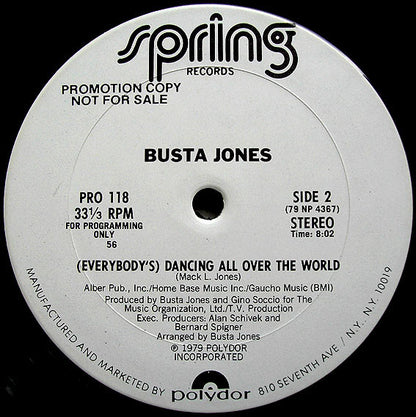 spring
RECORDS
PROMOTION COPY
NOT FOR SALE
BUSTA JONES
PRO 118
33⅓ RPM
FOR PROGRAMMING
ONLY
56
SIDE 2
(79 NP 4367)
STEREO
Time: 8:02
(EVERYBODY'S) DANCING ALL OVER THE WORLD
(Mack L. Jones)
Alber Pub., Inc./Home Base Music Inc./Gaucho Music (BMI)
Produced by Busta Jones and Gino Soccio for The
Music Organization, Ltd./T.V. Production
Exec. Producers: Alan Schivek and
Bernard Spigner
Arranged by Busta Jones
℗ 1979 POLYDOR
INCORPORATED
MANUFACTURED AND MARKETED BY polydor 810 SEVENTH AVE / N.Y. NY. 10019